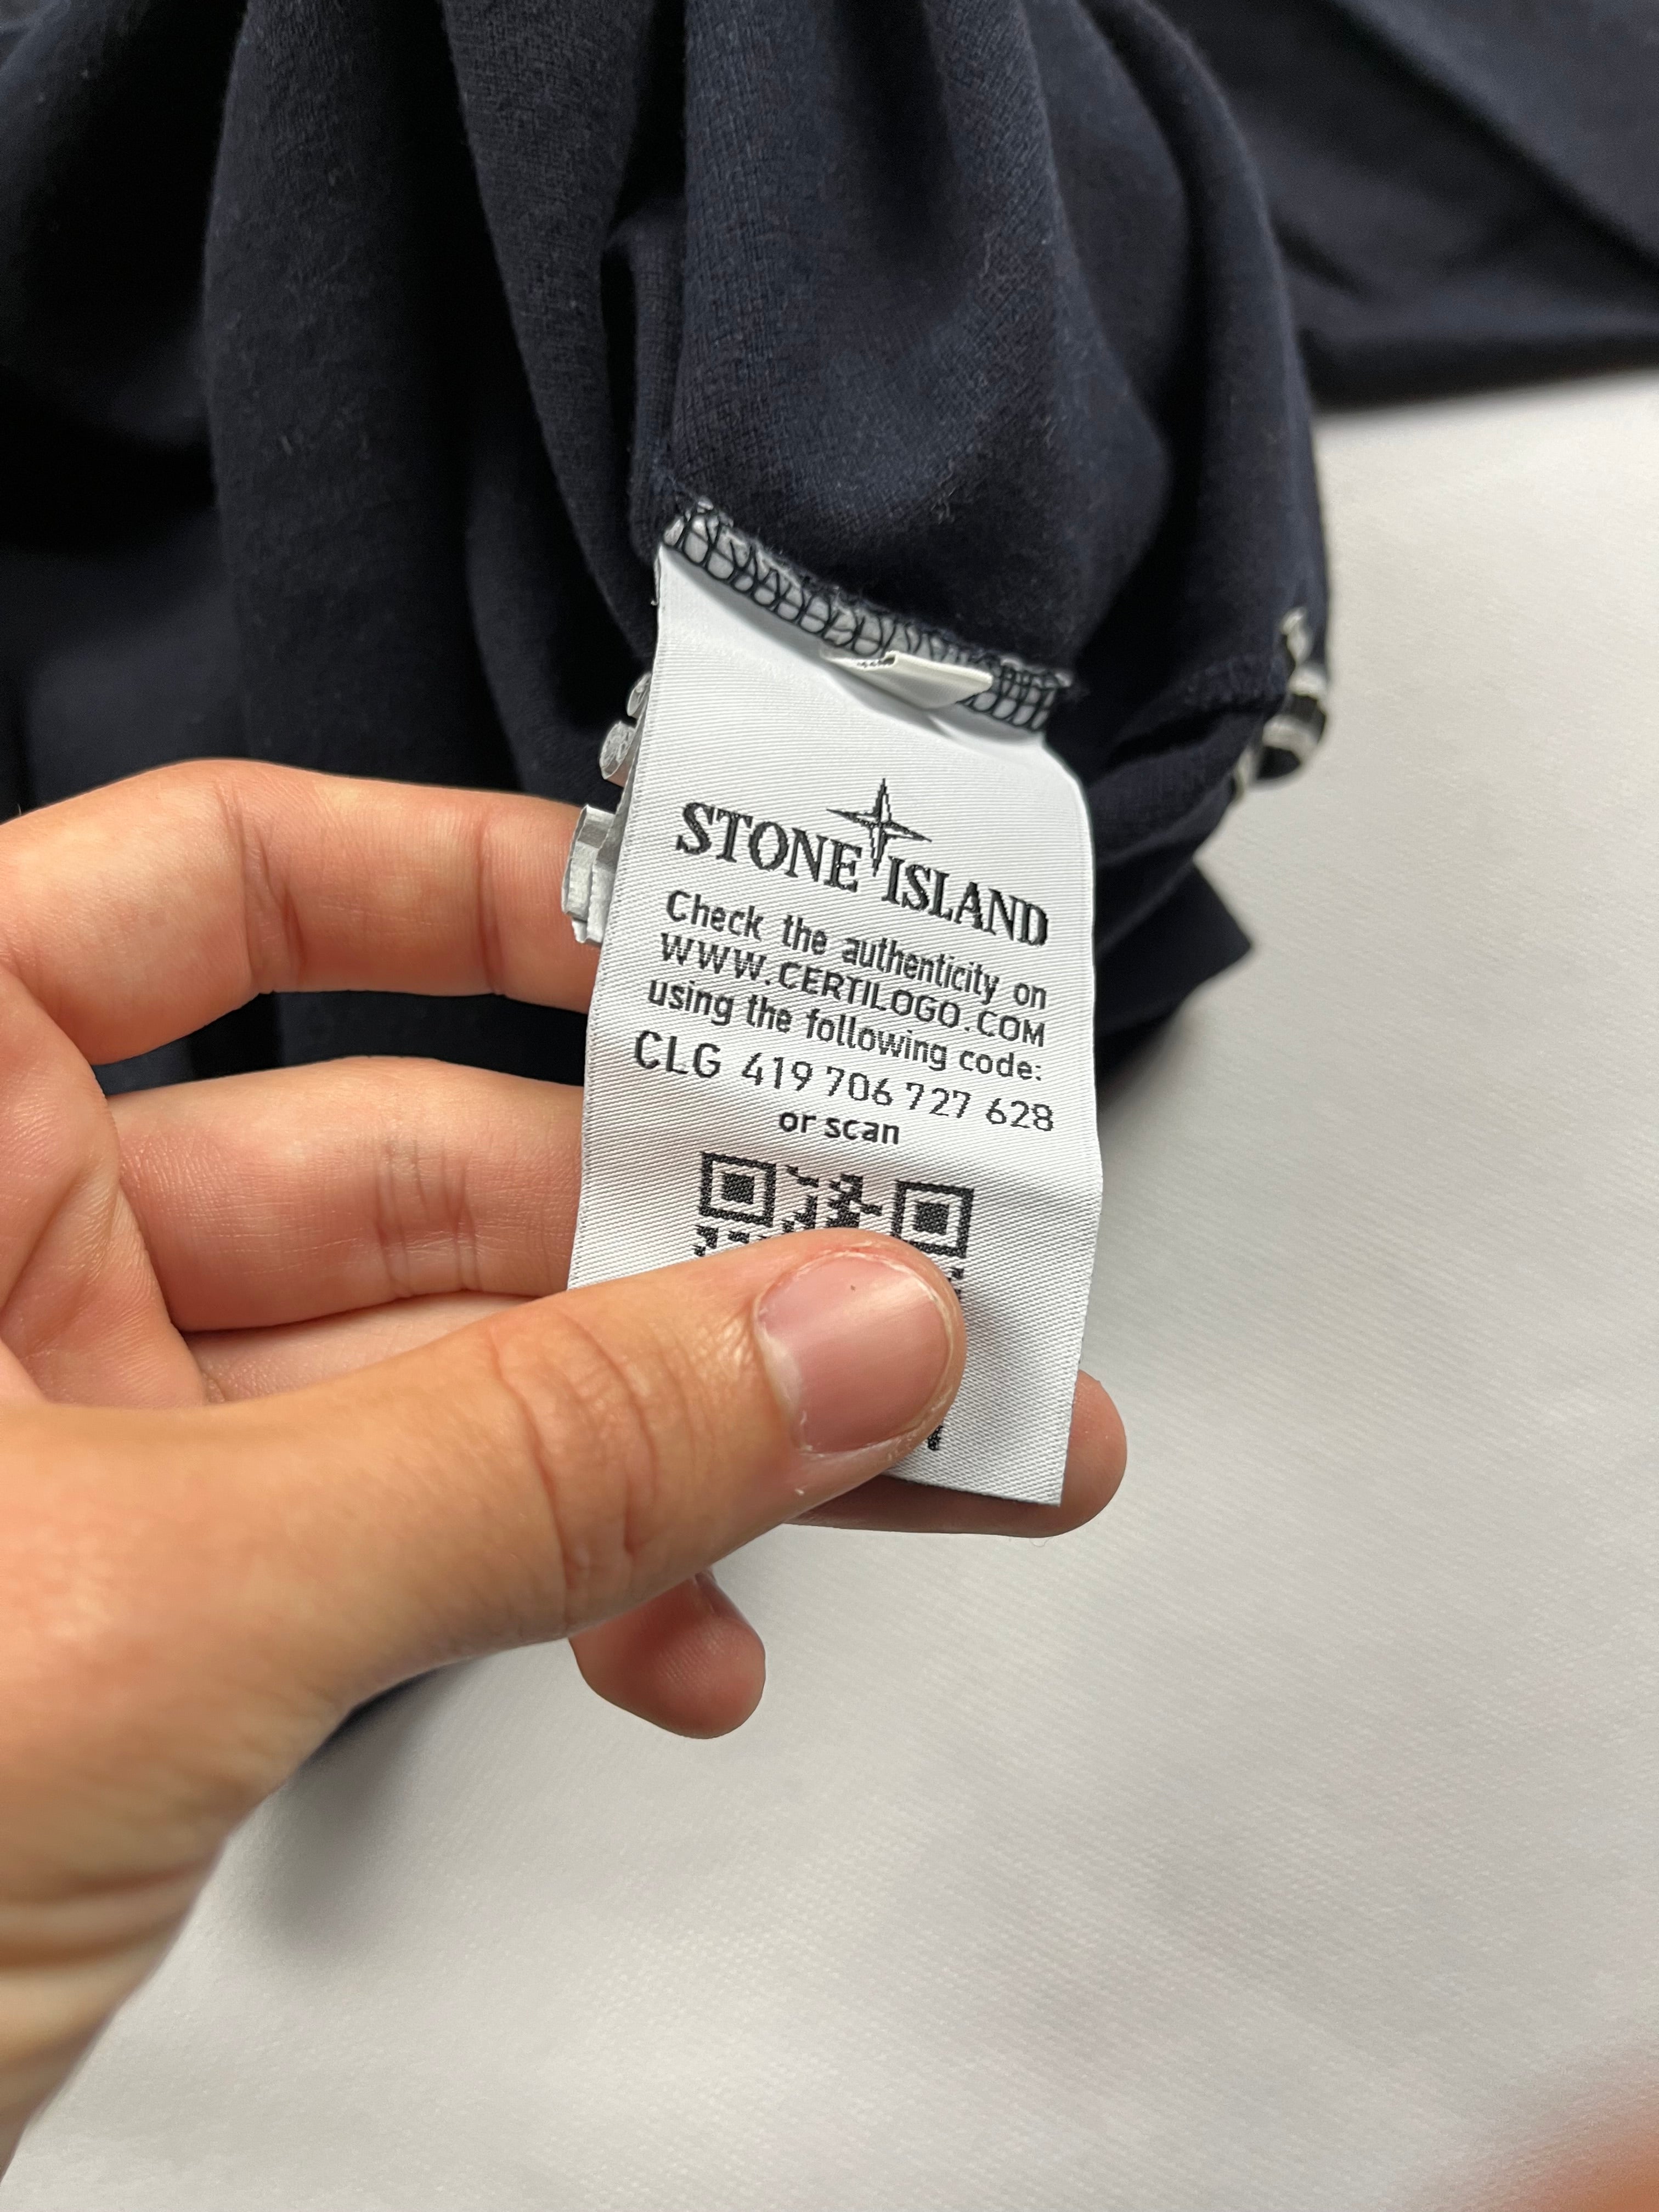 STONE ISLAND
Check the authenticity on
WWW.CERTILOGO.COM
using the following code:
CLG 419 706 727 628
or scan